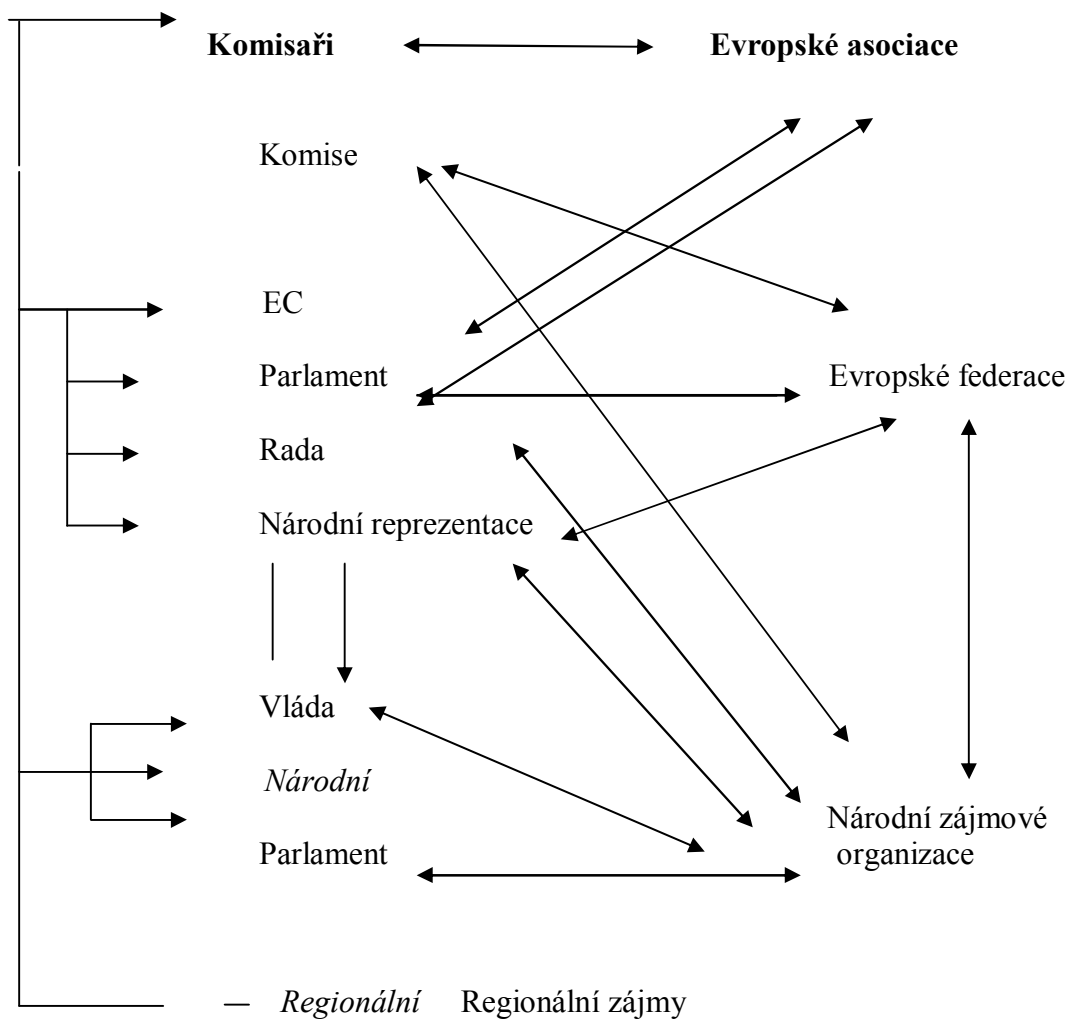 Komisaři Evropské asociace
Komise
EC
Parlament Evropské federace
Rada
Národní reprezentace
Vláda
Národní
Národní zájmové
Parlament organizace
— Regionální Regionální zájmy